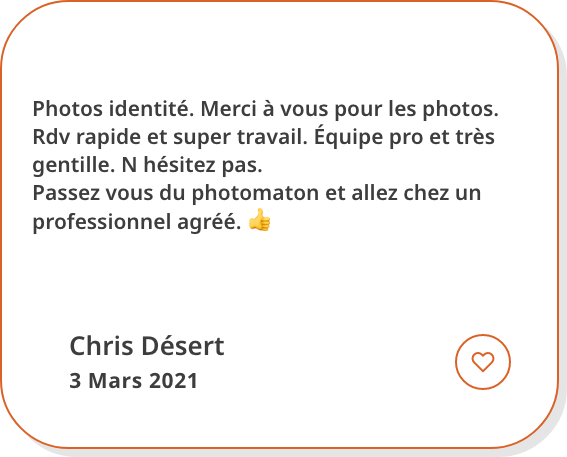 Photos identité. Merci à vous pour les photos.
Rdv rapide et super travail. Équipe pro et très
gentille. N hésitez pas.
Passez vous du photomaton et allez chez un
professionnel agréé. 👍
Chris Désert
3 Mars 2021